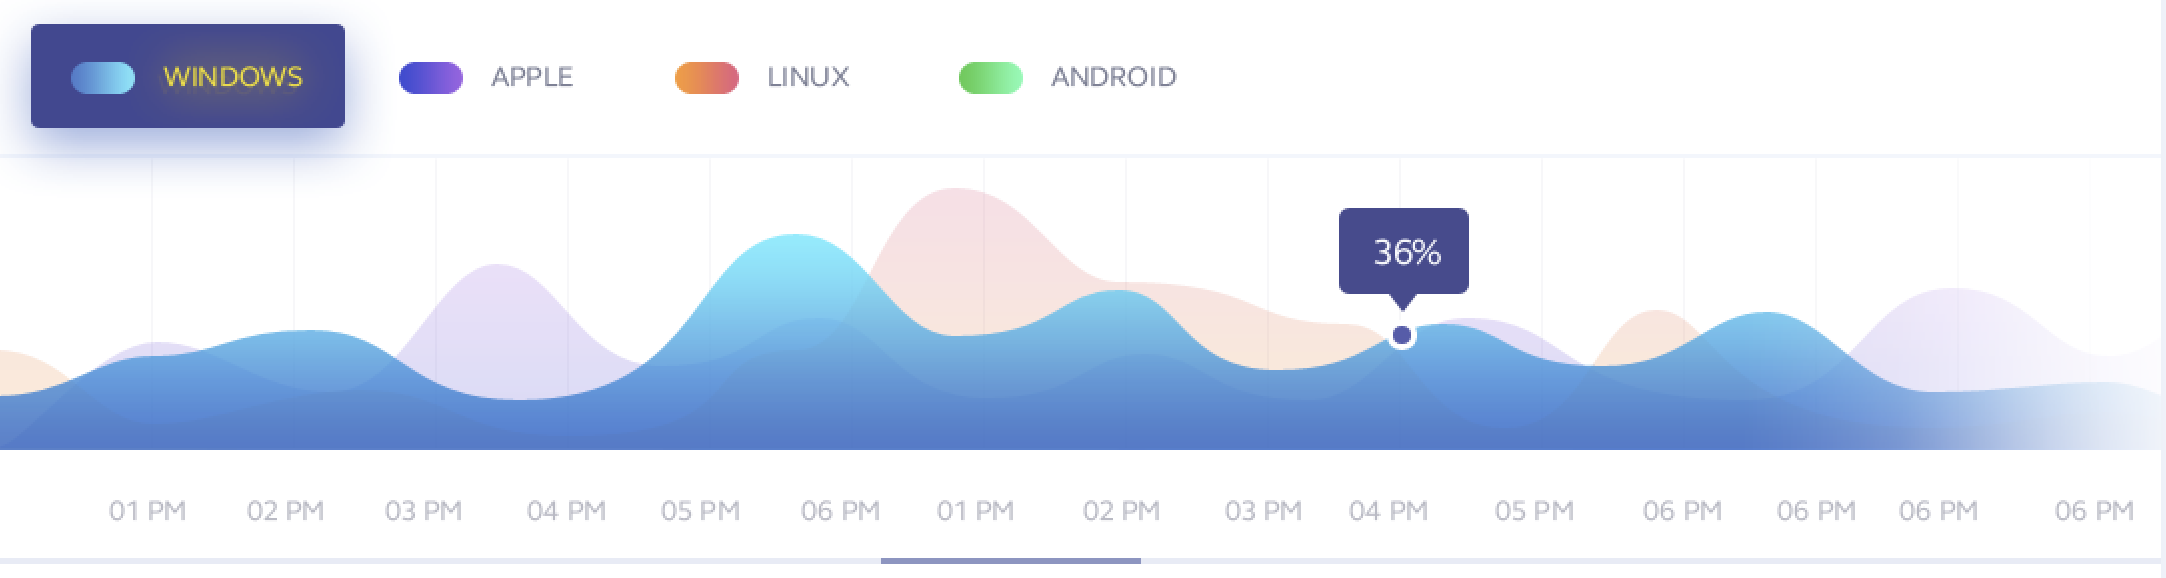 WINDOWS APPLE LINUX ANDROID
36%
01 PM 02 PM 03 PM 04 PM 05 PM 06 PM 01 PM 02 PM 03 PM 04 PM 05 PM 06 PM 06 PM 06 PM 06 PM